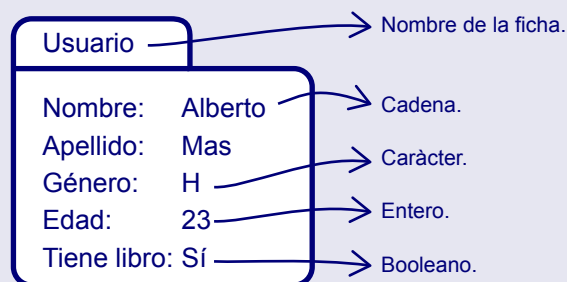 Usuario
Nombre de la ficha.
Nombre: Alberto
Cadena.
Apellido: Mas
Género: H
Caràcter.
Edad: 23
Entero.
Tiene libro: Sí
Booleano.